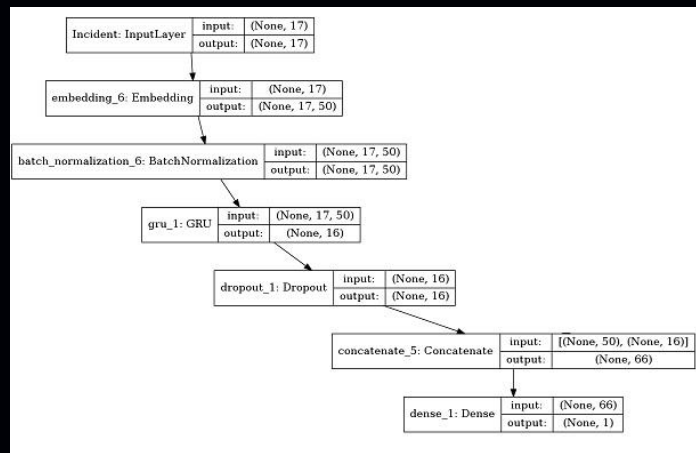 Incident: InputLayer
input: (None, 17)
output: (None, 17)
embedding_6: Embedding
input: (None, 17)
output: (None, 17, 50)
batch_normalization_6: BatchNormalization
input: (None, 17, 50)
output: (None, 17, 50)
gru_1: GRU
input: (None, 17, 50)
output: (None, 16)
dropout_1: Dropout
input: (None, 16)
output: (None, 16)
concatenate_5: Concatenate
input: [(None, 50), (None, 16)]
output: (None, 66)
dense_1: Dense
input: (None, 66)
output: (None, 1)